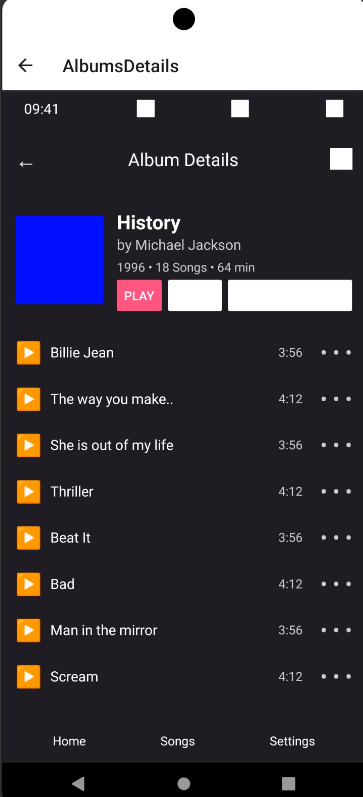 AlbumsDetails
09:41
Album Details
History
by Michael Jackson
1996 • 18 Songs • 64 min
PLAY
Billie Jean 3:56
The way you make.. 4:12
She is out of my life 3:56
Thriller 4:12
Beat It 3:56
Bad 4:12
Man in the mirror 3:56
Scream 4:12
Home Songs Settings